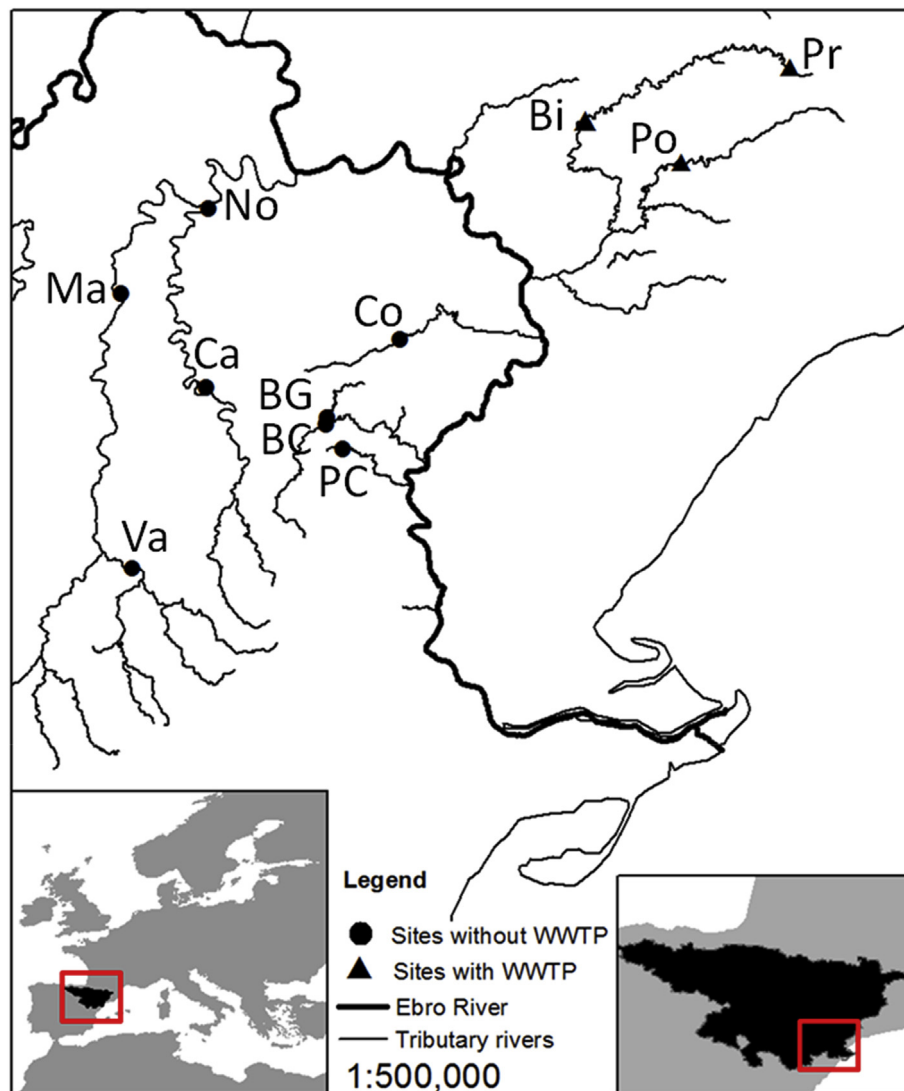 Pr
Bi
Po
No
Ma
Co
Ca
BG
BC
PC
Va
Legend
Sites without WWTP
Sites with WWTP
Ebro River
Tributary rivers
1:500,000